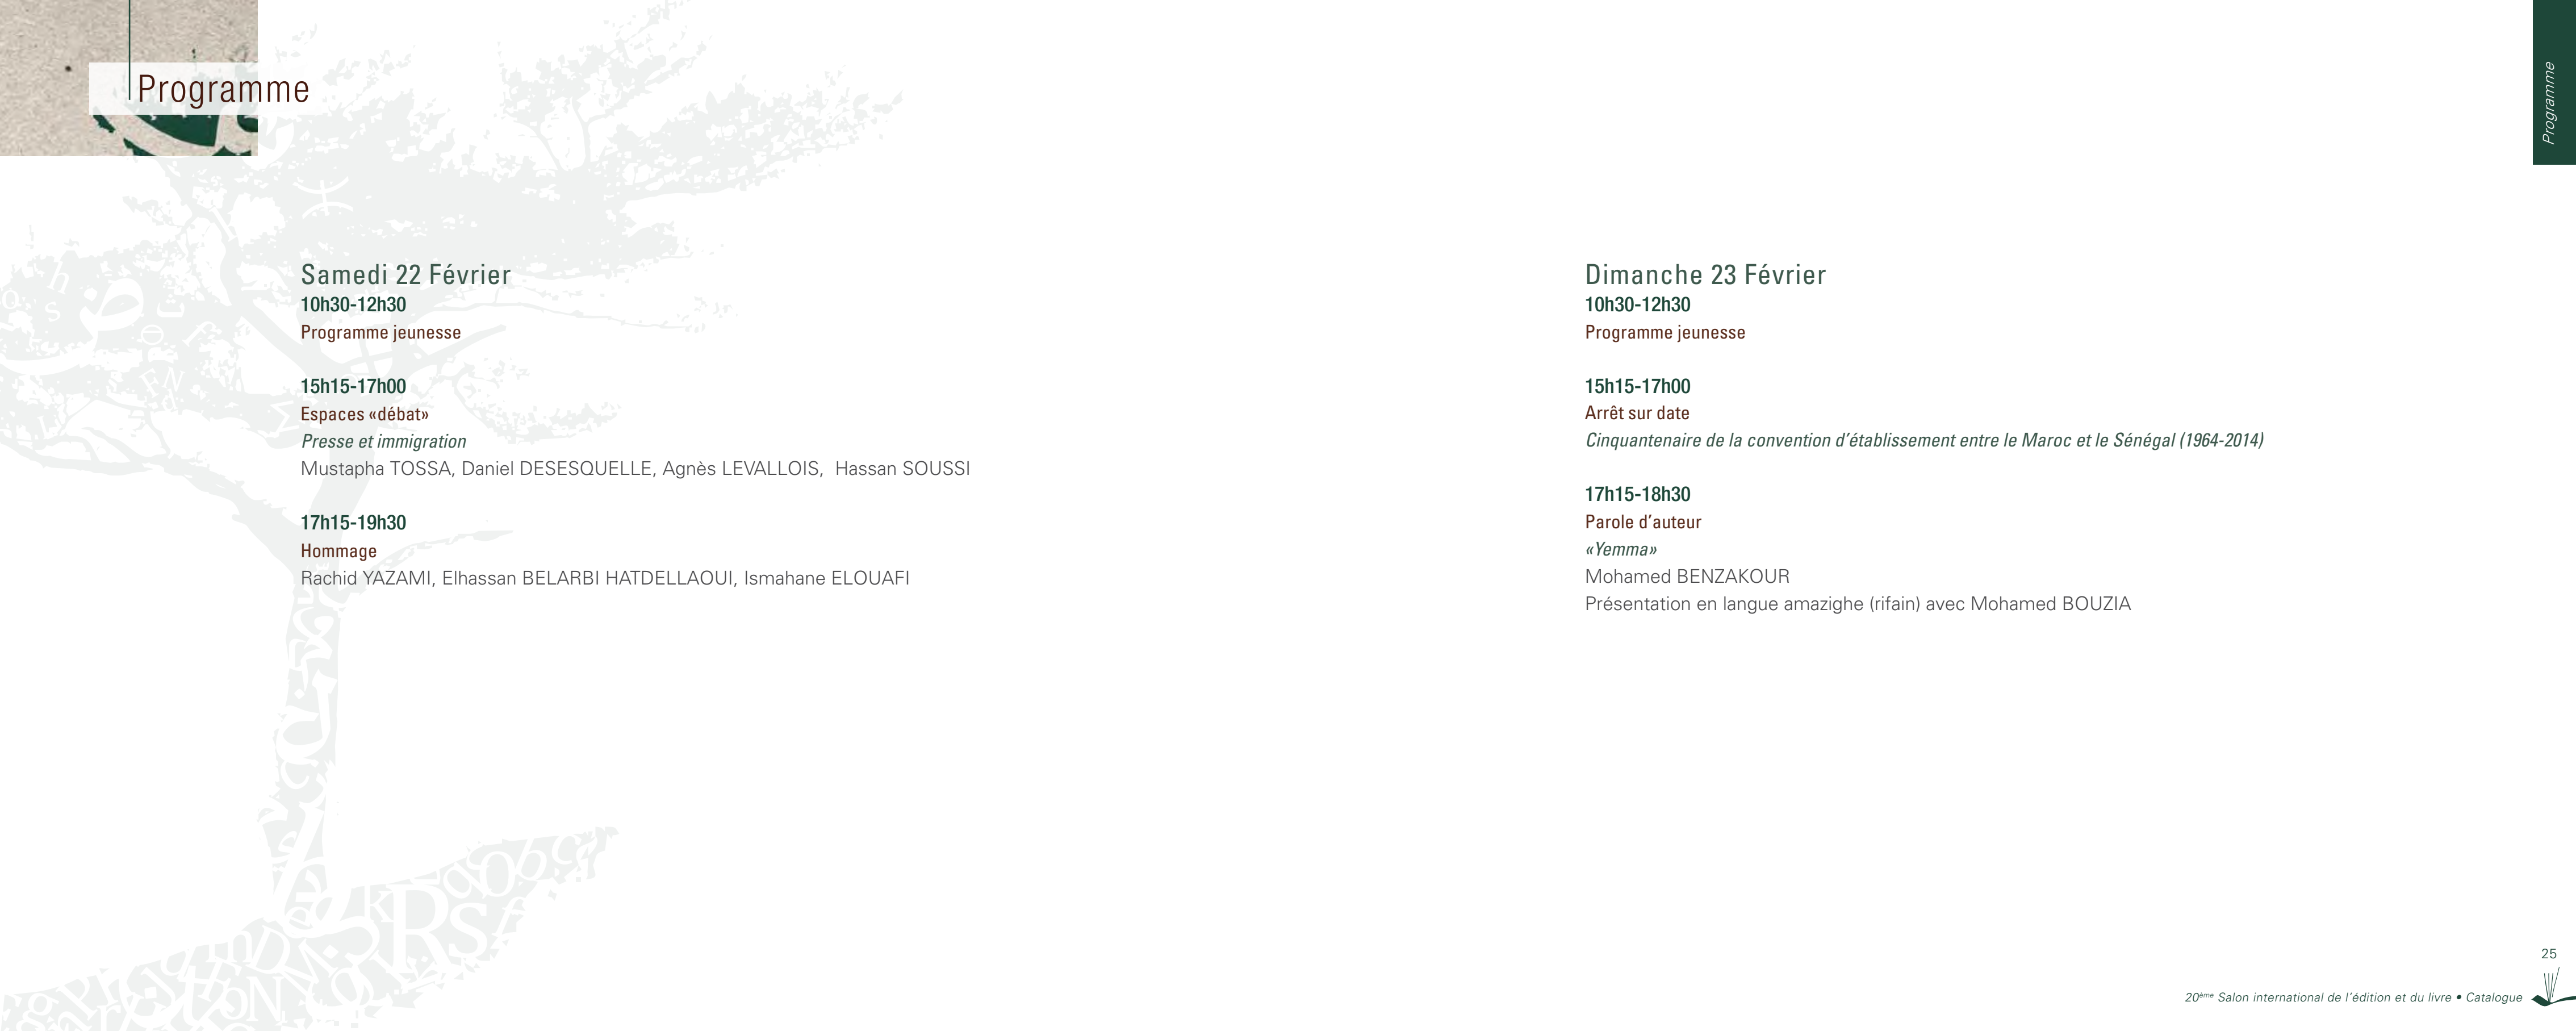 Programme
Programme
Samedi 22 Février
10h30-12h30
Programme jeunesse
15h15-17h00
Espaces «débat»
Presse et immigration
Mustapha TOSSA, Daniel DESESQUELLE, Agnès LEVALLOIS,  Hassan SOUSSI
17h15-19h30
Hommage
Rachid YAZAMI, Elhassan BELARBI HATDELLAOUI, Ismahane ELOUAFI
Dimanche 23 Février
10h30-12h30
Programme jeunesse
15h15-17h00
Arrêt sur date
Cinquantenaire de la convention d’établissement entre le Maroc et le Sénégal (1964-2014)
17h15-18h30
Parole d’auteur
«Yemma»
Mohamed BENZAKOUR
Présentation en langue amazighe (rifain) avec Mohamed BOUZIA
25
20ème Salon international de l’édition et du livre • Catalogue